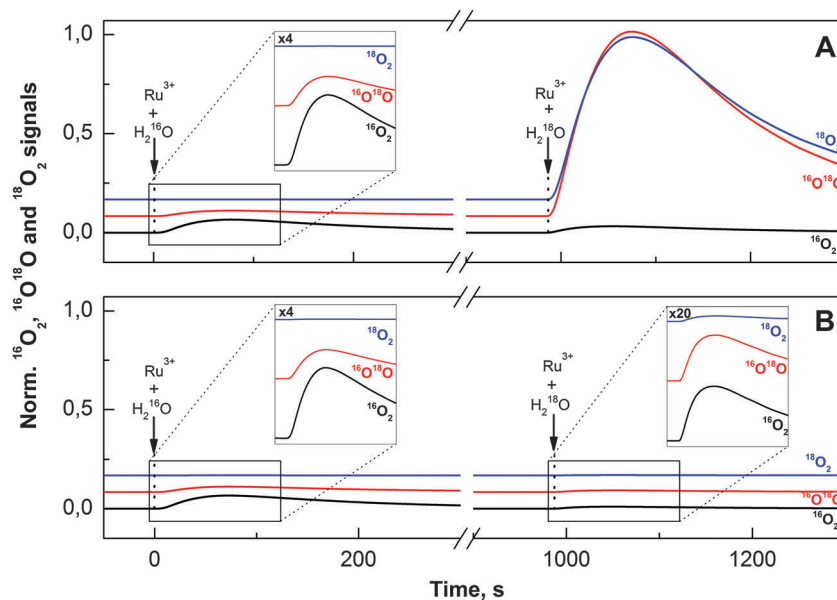 Norm. ¹⁶O₂, ¹⁶O¹⁸O and ¹⁸O₂ signals
1,0
0,5
0,0
Ru³⁺
+
H₂¹⁶O
x4
¹⁸O₂
¹⁶O¹⁸O
¹⁶O₂
Ru³⁺
+
H₂¹⁸O
A
¹⁸O₂
¹⁶O¹⁸O
¹⁶O₂
1,0
0,5
0,0
Ru³⁺
+
H₂¹⁶O
x4
¹⁸O₂
¹⁶O¹⁸O
¹⁶O₂
Ru³⁺
+
H₂¹⁸O
x20
¹⁸O₂
¹⁶O¹⁸O
¹⁶O₂
B
¹⁸O₂
¹⁶O¹⁸O
¹⁶O₂
0 200 1000 1200
Time, s